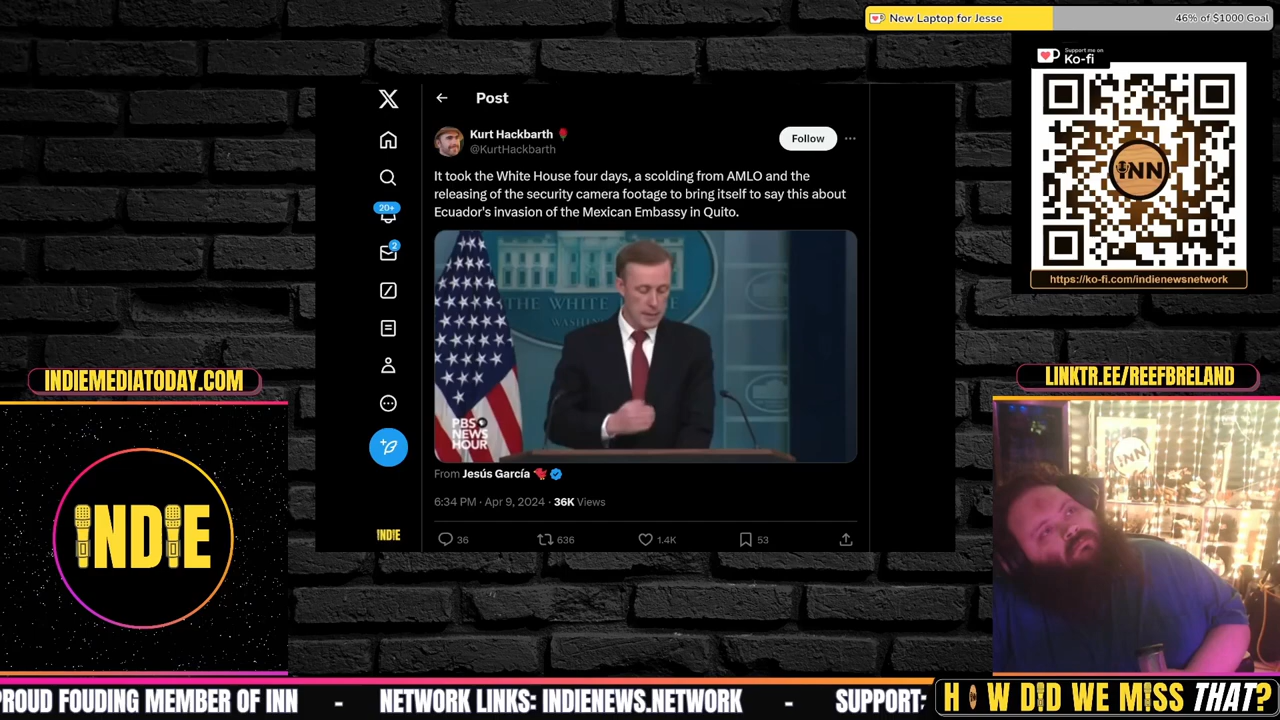 New Laptop for Jesse
46% of $1000 Goal
Support me on
Ko-fi
iNN
https://ko-fi.com/indienewsnetwork
Post
Kurt Hackbarth
@KurtHackbarth
Follow
It took the White House four days, a scolding from AMLO and the
releasing of the security camera footage to bring itself to say this about
Ecuador's invasion of the Mexican Embassy in Quito.
20+
2
THE WHITE
WASHIN
PBS
NEWS
HOUR
From Jesús García
6:34 PM · Apr 9, 2024 · 36K Views
INDIE
36
636
1.4K
53
INDIEMEDIATODAY.COM
INDIE
LINKTR.EE/REEFBRELAND
iNN
PROUD FOUDING MEMBER OF INN - NETWORK LINKS: INDIENEWS.NETWORK - SUPPORT:
HOW DID WE MISS THAT?